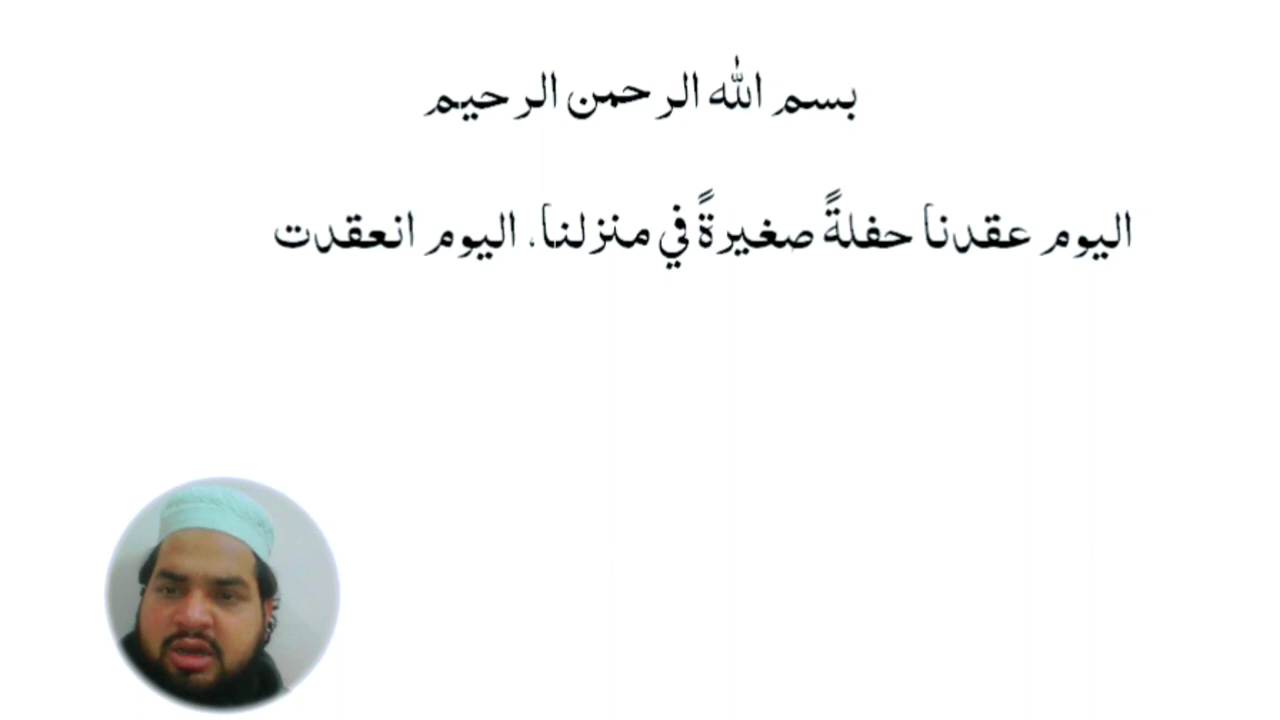 بسم الله الرحمن الرحيم
اليوم عقدنا حفلةً صغيرةً في منزلنا. اليوم انعقدت